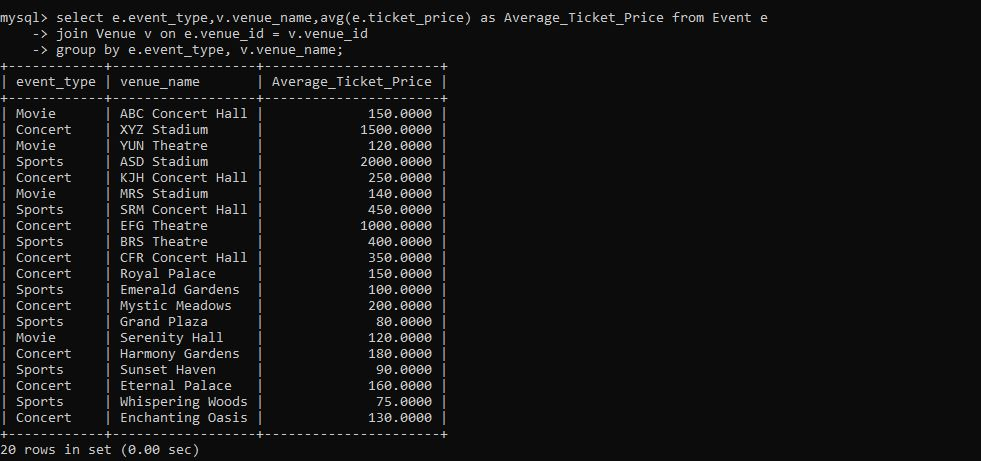 mysql> select e.event_type,v.venue_name,avg(e.ticket_price) as Average_Ticket_Price from Event e
    -> join Venue v on e.venue_id = v.venue_id
    -> group by e.event_type, v.venue_name;
+------------+-------------------+----------------------+
| event_type | venue_name        | Average_Ticket_Price |
+------------+-------------------+----------------------+
| Movie      | ABC Concert Hall  |             150.0000 |
| Concert    | XYZ Stadium       |            1500.0000 |
| Movie      | YUN Theatre       |             120.0000 |
| Sports     | ASD Stadium       |            2000.0000 |
| Concert    | KJH Concert Hall  |             250.0000 |
| Movie      | MRS Stadium       |             140.0000 |
| Sports     | SRM Concert Hall  |             450.0000 |
| Concert    | EFG Theatre       |            1000.0000 |
| Sports     | BRS Theatre       |             400.0000 |
| Concert    | CFR Concert Hall  |             350.0000 |
| Concert    | Royal Palace      |             150.0000 |
| Sports     | Emerald Gardens   |             100.0000 |
| Concert    | Mystic Meadows    |             200.0000 |
| Sports     | Grand Plaza       |              80.0000 |
| Movie      | Serenity Hall     |             120.0000 |
| Concert    | Harmony Gardens   |             180.0000 |
| Sports     | Sunset Haven      |              90.0000 |
| Concert    | Eternal Palace    |             160.0000 |
| Sports     | Whispering Woods  |              75.0000 |
| Concert    | Enchanting Oasis  |             130.0000 |
+------------+-------------------+----------------------+
20 rows in set (0.00 sec)